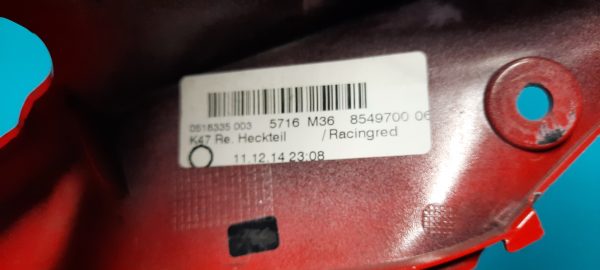 0516335 003 5716 M36 8549700 06
K47 Re. Heckteil /Racingred
11.12.14 23:08